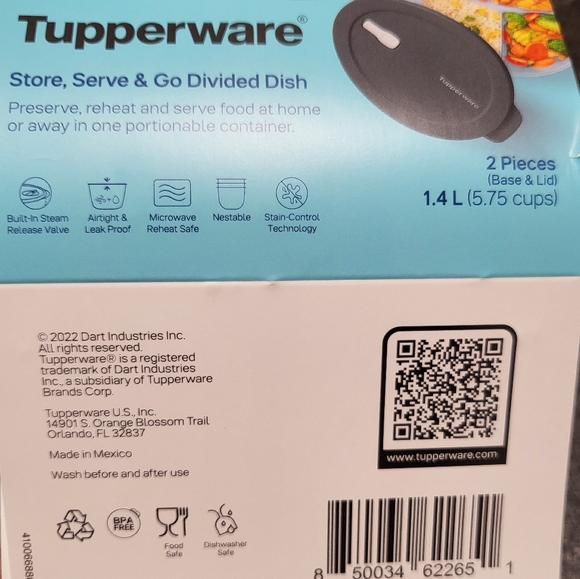 Tupperware®
Store, Serve & Go Divided Dish
Preserve, reheat and serve food at home
or away in one portionable container.
Tupperware
2 Pieces
(Base & Lid)
1.4 L (5.75 cups)
Built-In Steam
Release Valve
Airtight &
Leak Proof
Microwave
Reheat Safe
Nestable
Stain-Control
Technology
© 2022 Dart Industries Inc.
All rights reserved.
Tupperware® is a registered
trademark of Dart Industries
Inc., a subsidiary of Tupperware
Brands Corp.
Tupperware U.S., Inc.
14901 S. Orange Blossom Trail
Orlando, FL 32837
Made in Mexico
Wash before and after use
www.tupperware.com
BPA
FREE
Food
Safe
Dishwasher
Safe
8 50034 62265 1